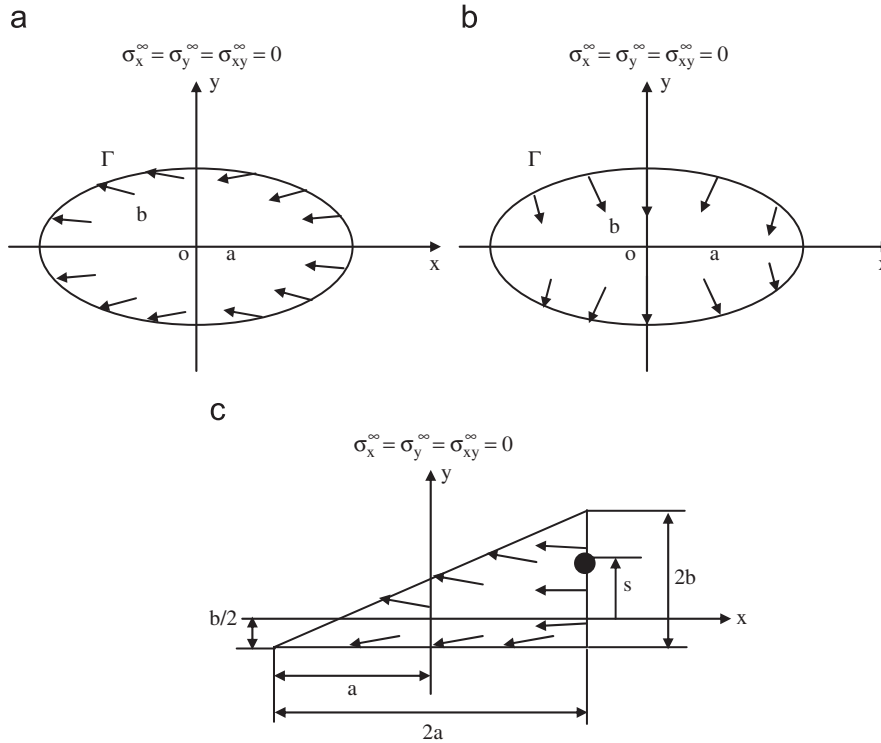 a
σx∞ = σy∞ = σxy∞ = 0
y
Γ
b
o
a
x
b
σx∞ = σy∞ = σxy∞ = 0
y
Γ
b
o
a
x
c
σx∞ = σy∞ = σxy∞ = 0
y
b/2
s
2b
x
a
2a